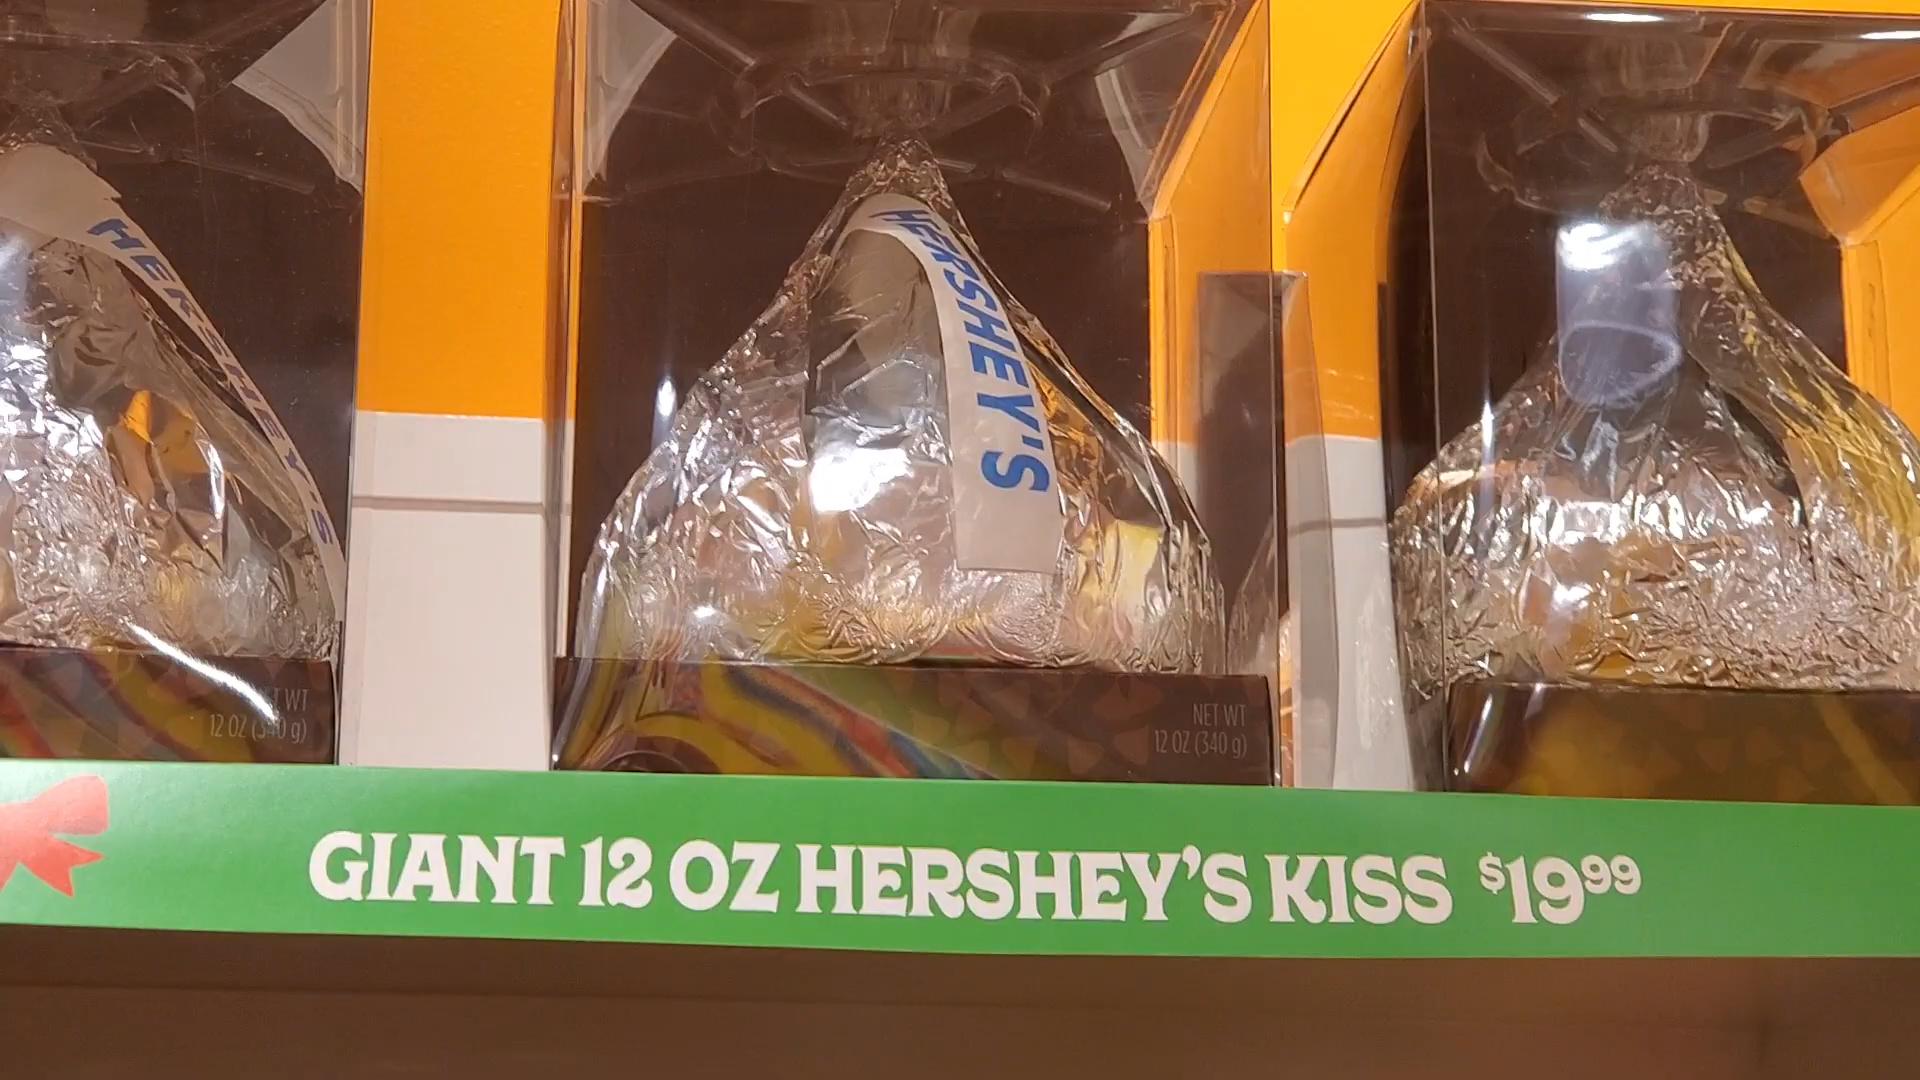 HERSHEY'S
HERSHEY'S
NET WT
12 OZ (340 g)
NET WT
12 OZ (340 g)
GIANT 12 OZ HERSHEY'S KISS $19.99